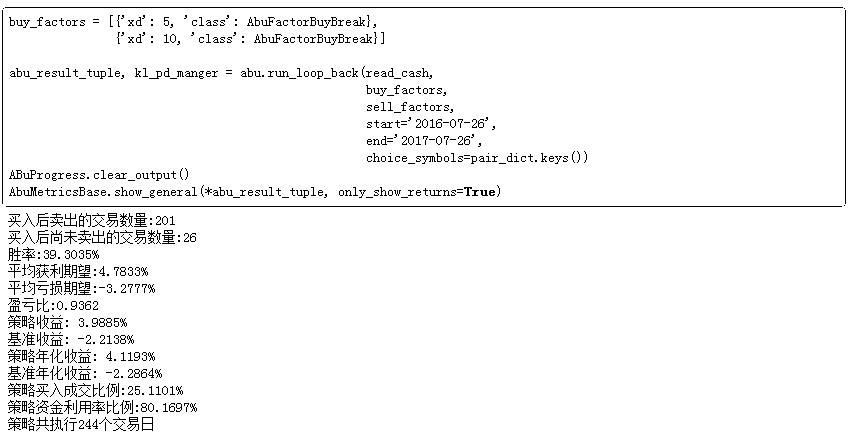 buy_factors = [{'xd': 5, 'class': AbuFactorBuyBreak},
{'xd': 10, 'class': AbuFactorBuyBreak}]
abu_result_tuple, kl_pd_manger = abu.run_loop_back(read_cash,
buy_factors,
sell_factors,
start='2016-07-26',
end='2017-07-26',
choice_symbols=pair_dict.keys())
ABuProgress.clear_output()
AbuMetricsBase.show_general(*abu_result_tuple, only_show_returns=True)
买入后卖出的交易数量:201
买入后尚未卖出的交易数量:26
胜率:39.3035%
平均获利期望:4.7833%
平均亏损期望:-3.2777%
盈亏比:0.9362
策略收益: 3.9885%
基准收益: -2.2138%
策略年化收益: 4.1193%
基准年化收益: -2.2864%
策略买入成交比例:25.1101%
策略资金利用率比例:80.1697%
策略共执行244个交易日